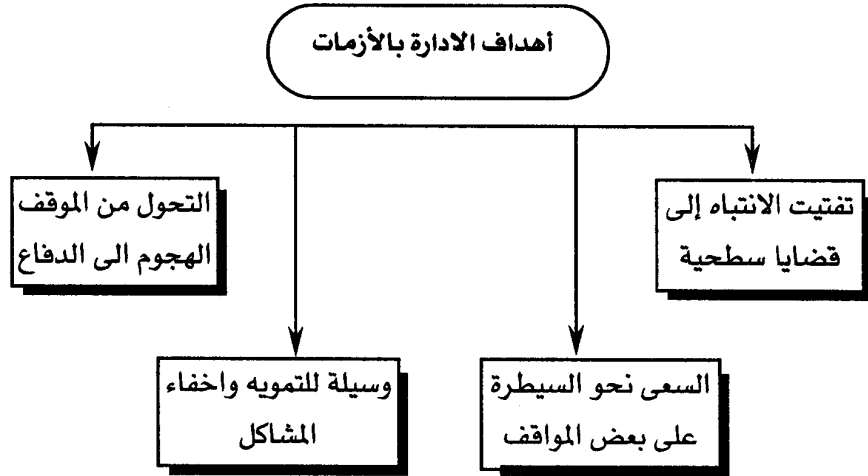 أهداف الادارة بالأزمات
تفتيت الانتباه إلى
قضايا سطحية
السعى نحو السيطرة
على بعض المواقف
وسيلة للتمويه واخفاء
المشاكل
التحول من الموقف
الهجوم الى الدفاع